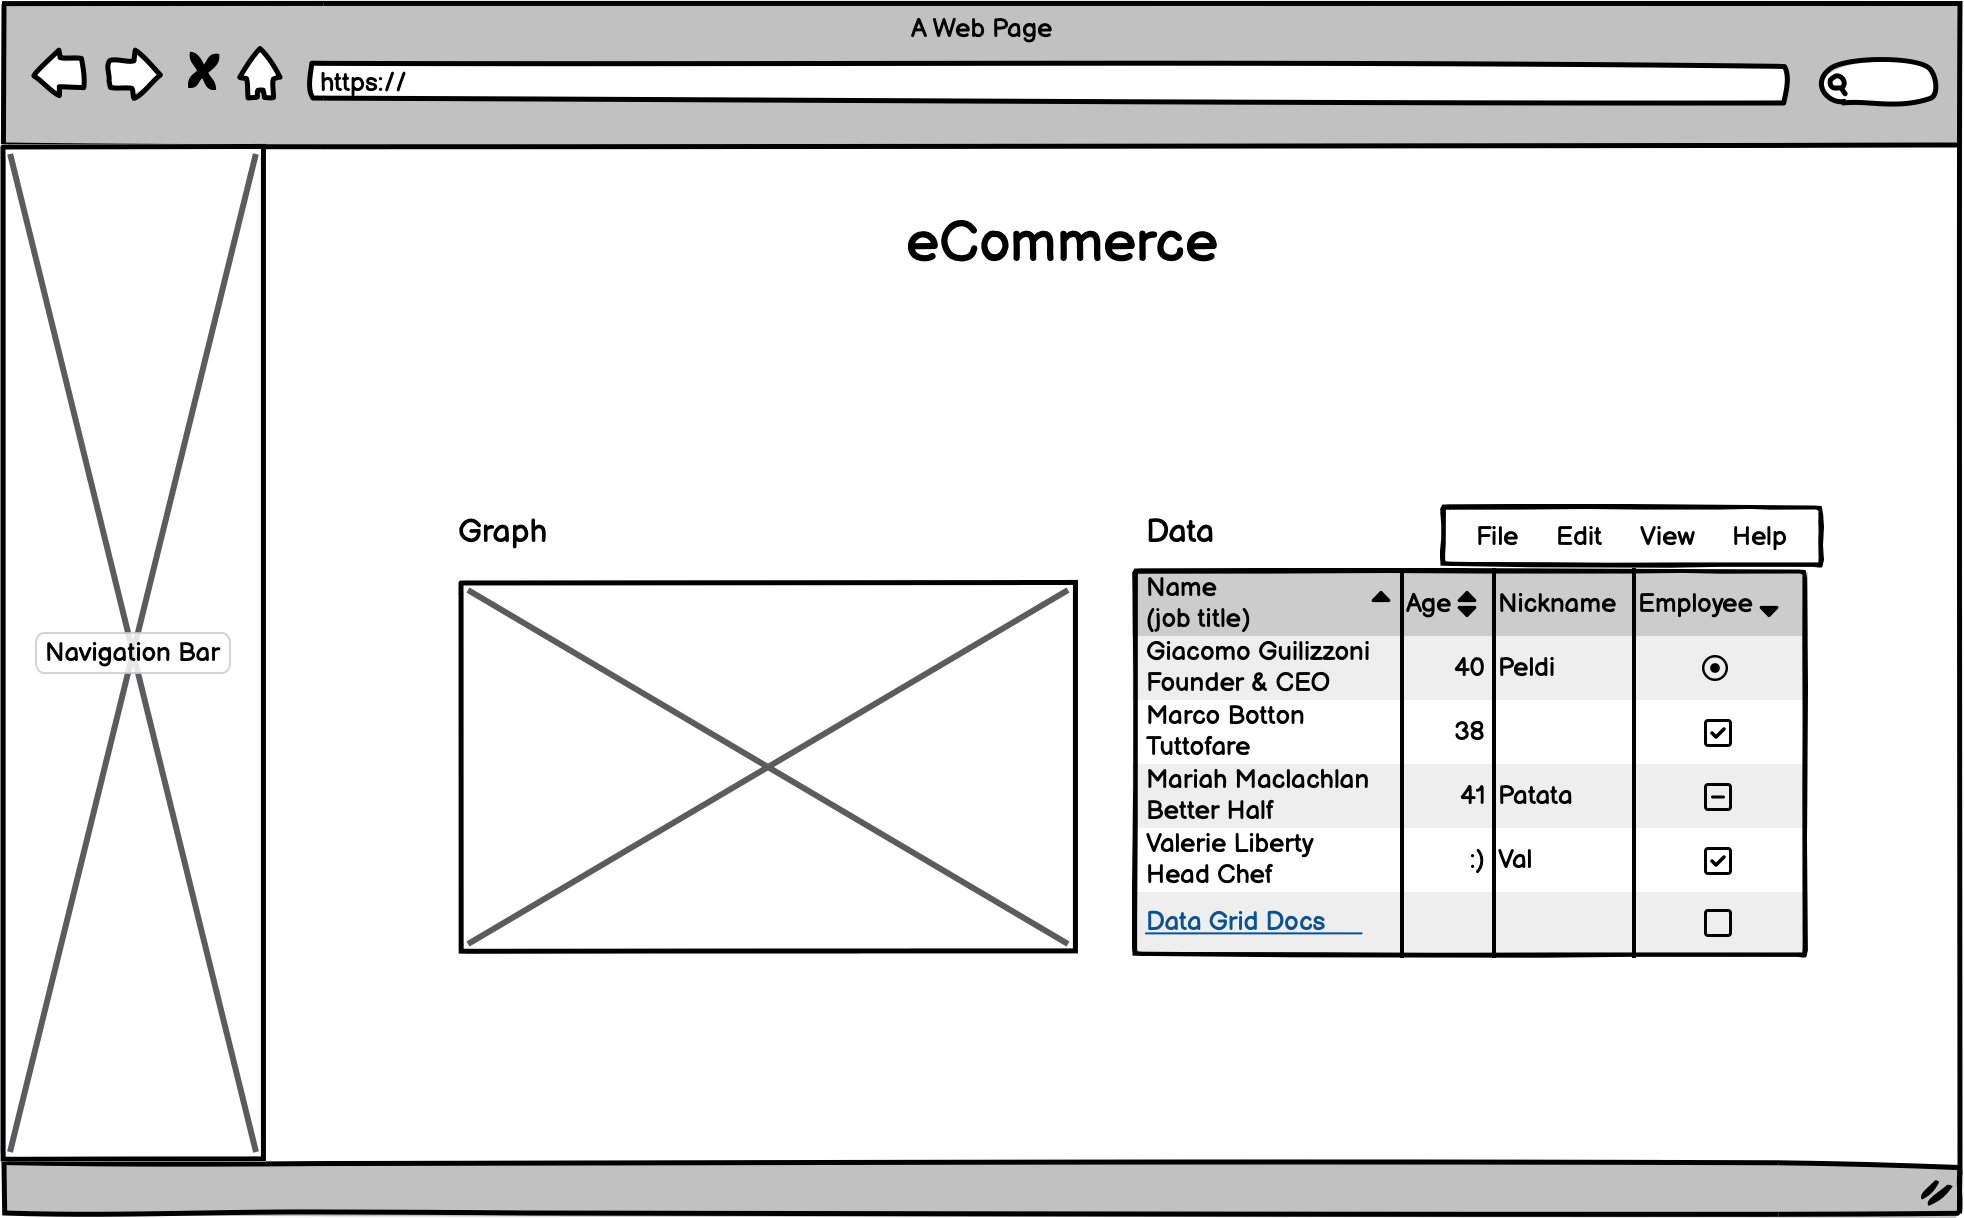 A Web Page
https://
eCommerce
Navigation Bar
Graph
Data
File Edit View Help
Name
(job title)
Age
Nickname
Employee
Giacomo Guilizzoni
Founder & CEO
40
Peldi
Marco Botton
Tuttofare
38
Mariah Maclachlan
Better Half
41
Patata
Valerie Liberty
Head Chef
:)
Val
Data Grid Docs